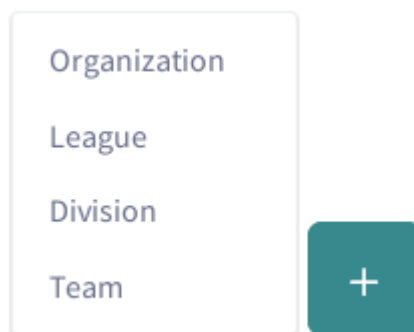 Organization
League
Division
Team
+